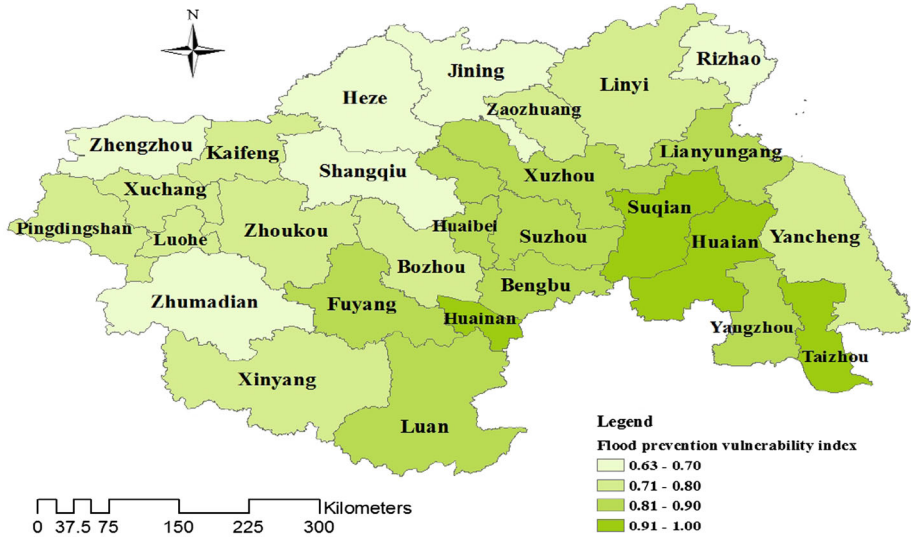 N
Rizhao
Jining
Linyi
Heze
Zaozhuang
Zhengzhou
Kaifeng
Lianyungang
Shangqiu
Xuzhou
Xuchang
Suqian
Pingdingshan
Zhoukou
Huaibei
Suzhou
Huaian
Yancheng
Luohe
Bozhou
Bengbu
Zhumadian
Fuyang
Huainan
Yangzhou
Taizhou
Xinyang
Luan
Legend
Flood prevention vulnerability index
0.63 - 0.70
0.71 - 0.80
0.81 - 0.90
0.91 - 1.00
Kilometers
0 37.5 75 150 225 300